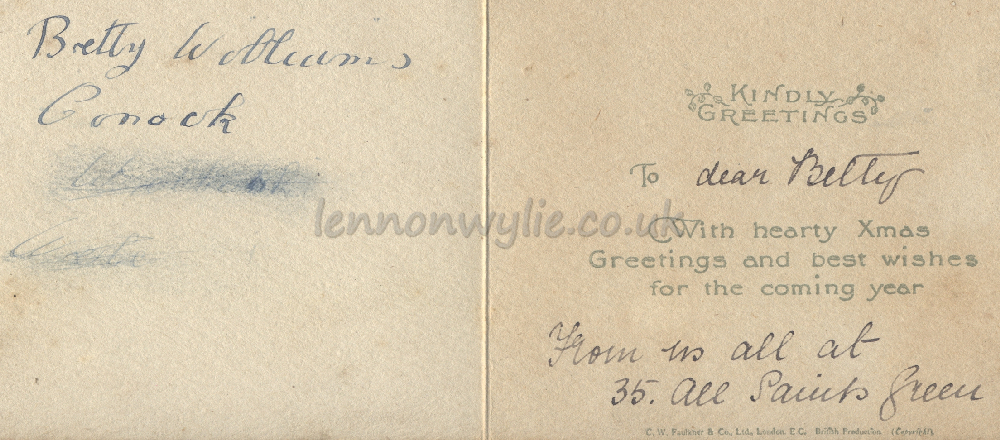 Betty Williams
Conock
lennonwylie.co.uk
KINDLY
GREETINGS
To dear Betty
With hearty Xmas
Greetings and best wishes
for the coming year
From us all at
35. All Saints Green
C. W. Faulkner & Co., Ltd., London, E.C. British Production (Copyright)